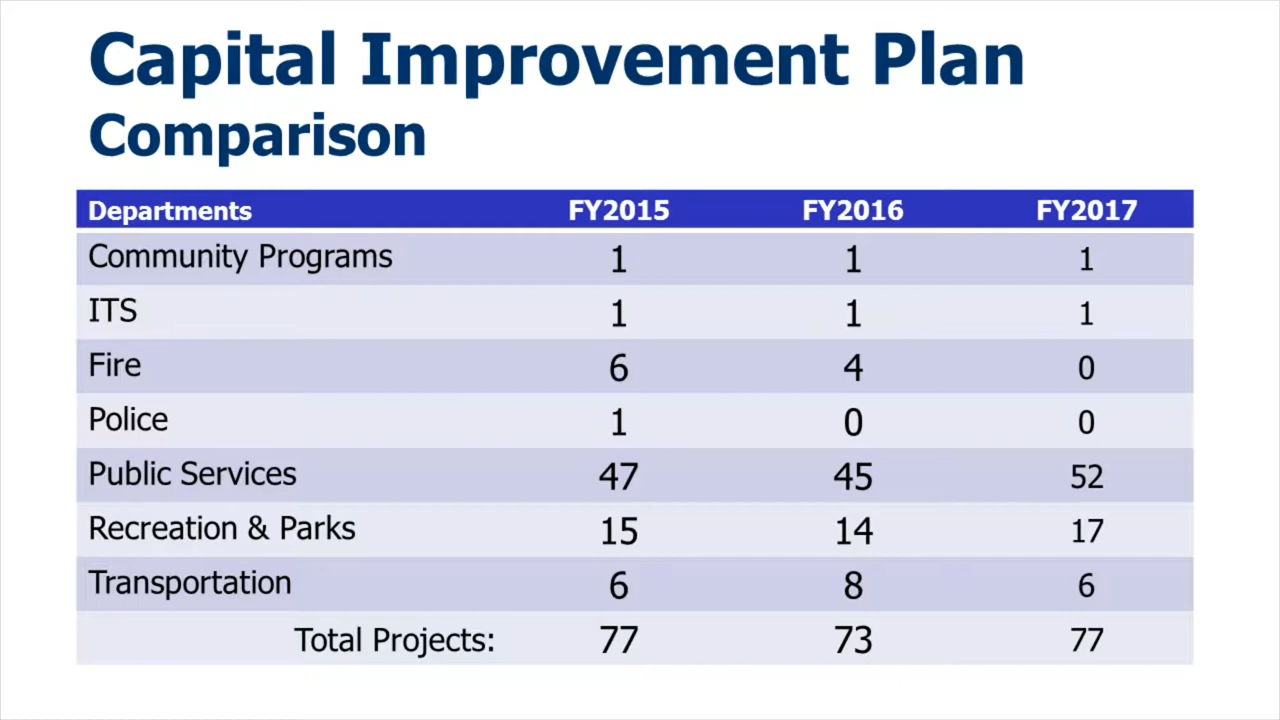 Capital Improvement Plan
Comparison
Departments FY2015 FY2016 FY2017
Community Programs 1 1 1
ITS 1 1 1
Fire 6 4 0
Police 1 0 0
Public Services 47 45 52
Recreation & Parks 15 14 17
Transportation 6 8 6
Total Projects: 77 73 77